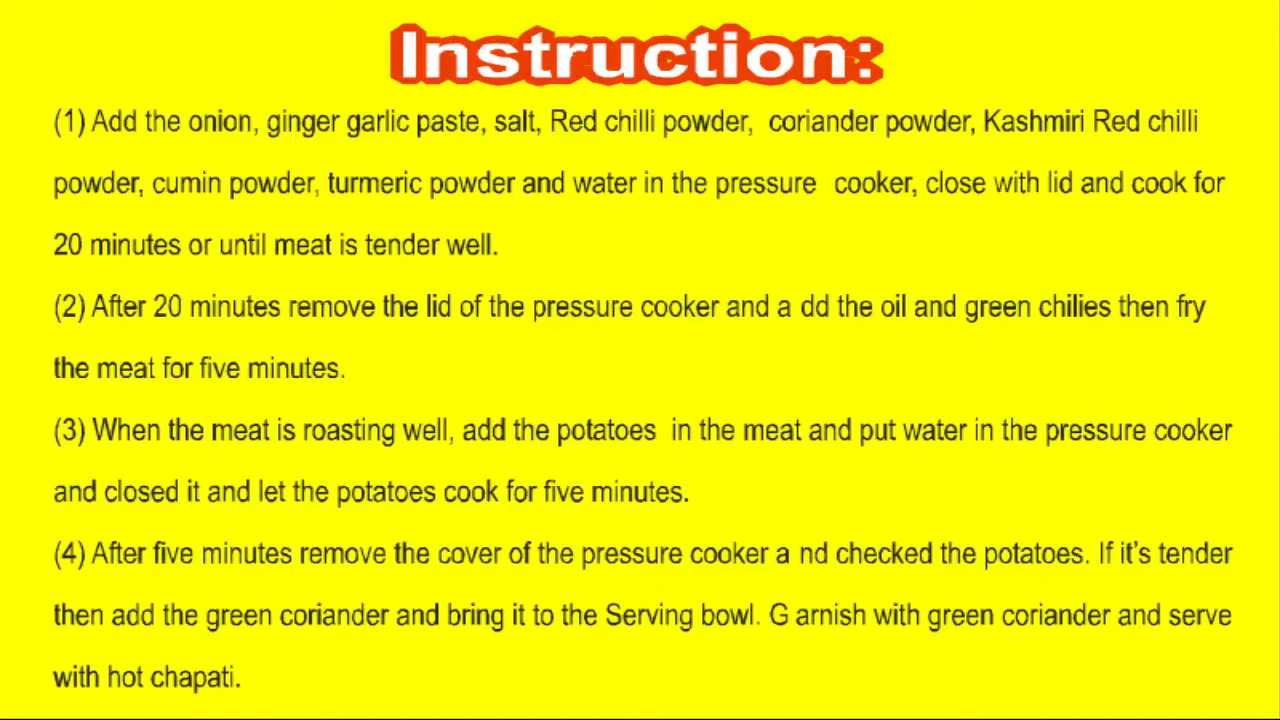 Instruction:
(1) Add the onion, ginger garlic paste, salt, Red chilli powder,  coriander powder, Kashmiri Red chilli
powder, cumin powder, turmeric powder and water in the pressure  cooker, close with lid and cook for
20 minutes or until meat is tender well.
(2) After 20 minutes remove the lid of the pressure cooker and a dd the oil and green chilies then fry
the meat for five minutes.
(3) When the meat is roasting well, add the potatoes  in the meat and put water in the pressure cooker
and closed it and let the potatoes cook for five minutes.
(4) After five minutes remove the cover of the pressure cooker a nd checked the potatoes. If it’s tender
then add the green coriander and bring it to the Serving bowl. G arnish with green coriander and serve
with hot chapati.